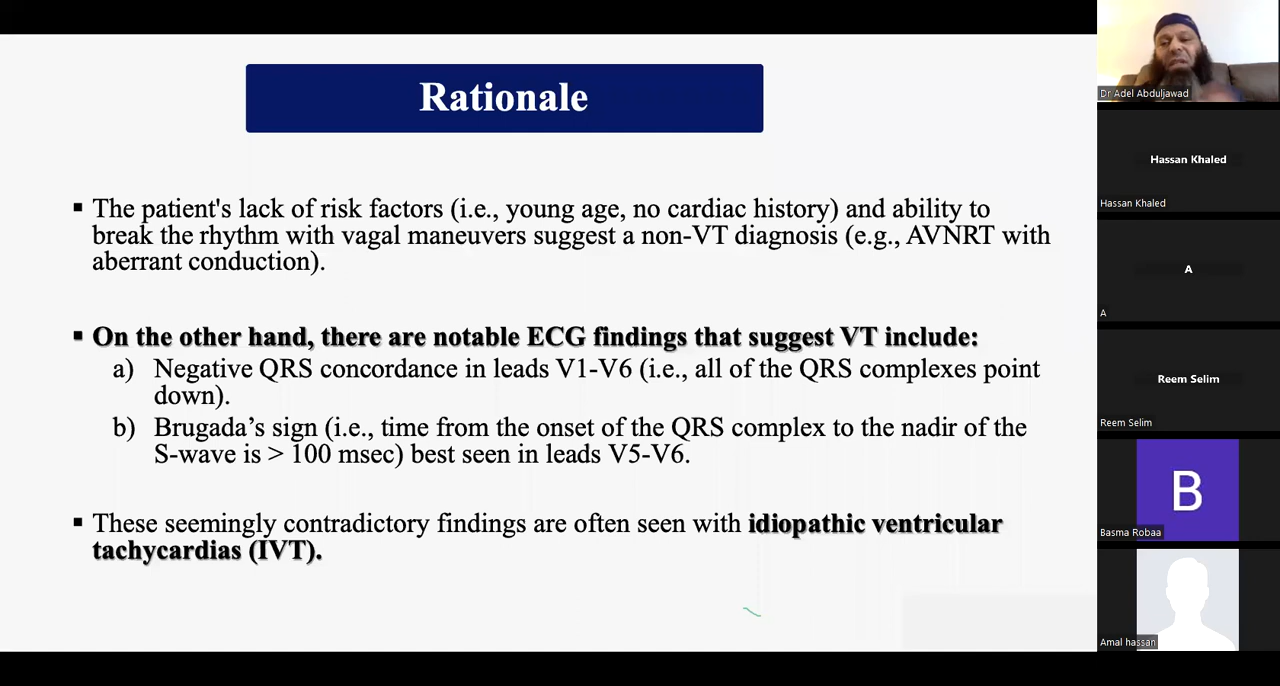 Rationale
▪ The patient's lack of risk factors (i.e., young age, no cardiac history) and ability to
break the rhythm with vagal maneuvers suggest a non-VT diagnosis (e.g., AVNRT with
aberrant conduction).
▪ On the other hand, there are notable ECG findings that suggest VT include:
a) Negative QRS concordance in leads V1-V6 (i.e., all of the QRS complexes point
down).
b) Brugada’s sign (i.e., time from the onset of the QRS complex to the nadir of the
S-wave is > 100 msec) best seen in leads V5-V6.
▪ These seemingly contradictory findings are often seen with idiopathic ventricular
tachycardias (IVT).
Dr Adel Abduljawad
Hassan Khaled
Hassan Khaled
A
A
Reem Selim
Reem Selim
B
Basma Robaa
Amal hassan